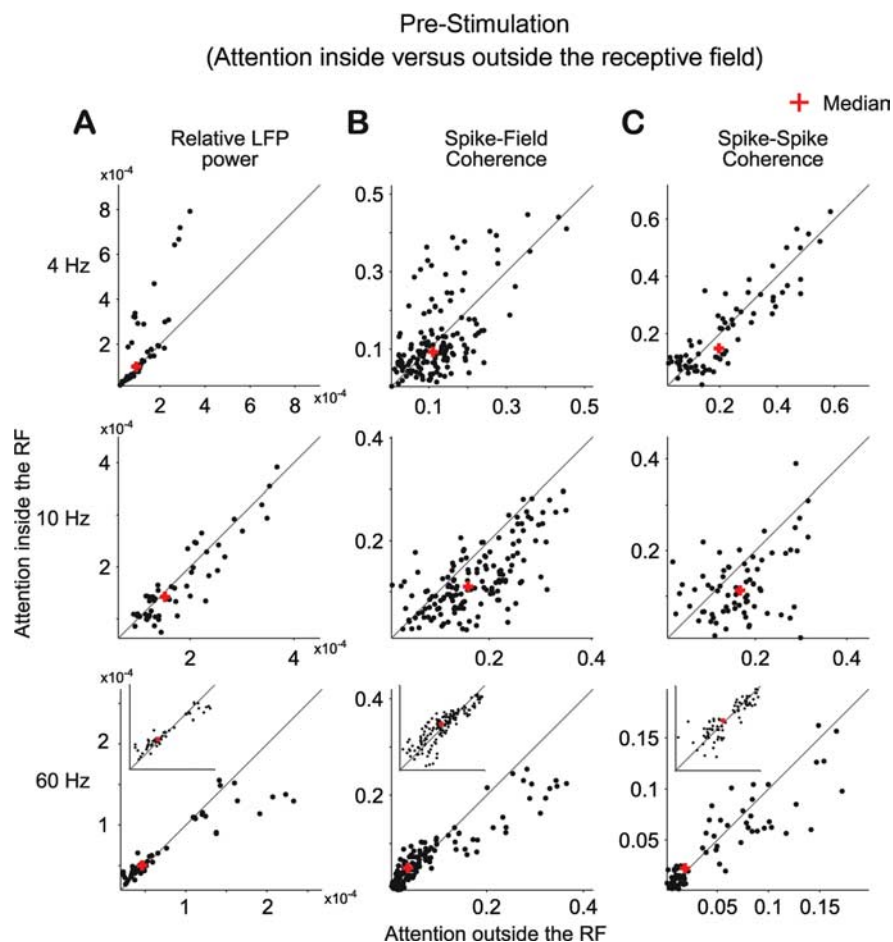 Pre-Stimulation
(Attention inside versus outside the receptive field)
Median
A
B
C
Relative LFP
power
Spike-Field
Coherence
Spike-Spike
Coherence
4 Hz
x10⁻⁴
8
6
4
2
2
4
6
8
x10⁻⁴
0.5
0.3
0.1
0.1
0.3
0.5
0.6
0.4
0.2
0.2
0.4
0.6
Attention inside the RF
10 Hz
x10⁻⁴
4
2
2
4
x10⁻⁴
0.4
0.2
0.2
0.4
0.4
0.2
0.2
0.4
60 Hz
x10⁻⁴
2
1
1
2
x10⁻⁴
0.4
0.2
0.2
0.4
0.15
0.1
0.05
0.05
0.1
0.15
Attention outside the RF